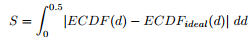 S = ∫₀^0.5 |ECDF(d) − ECDF_ideal(d)| dd